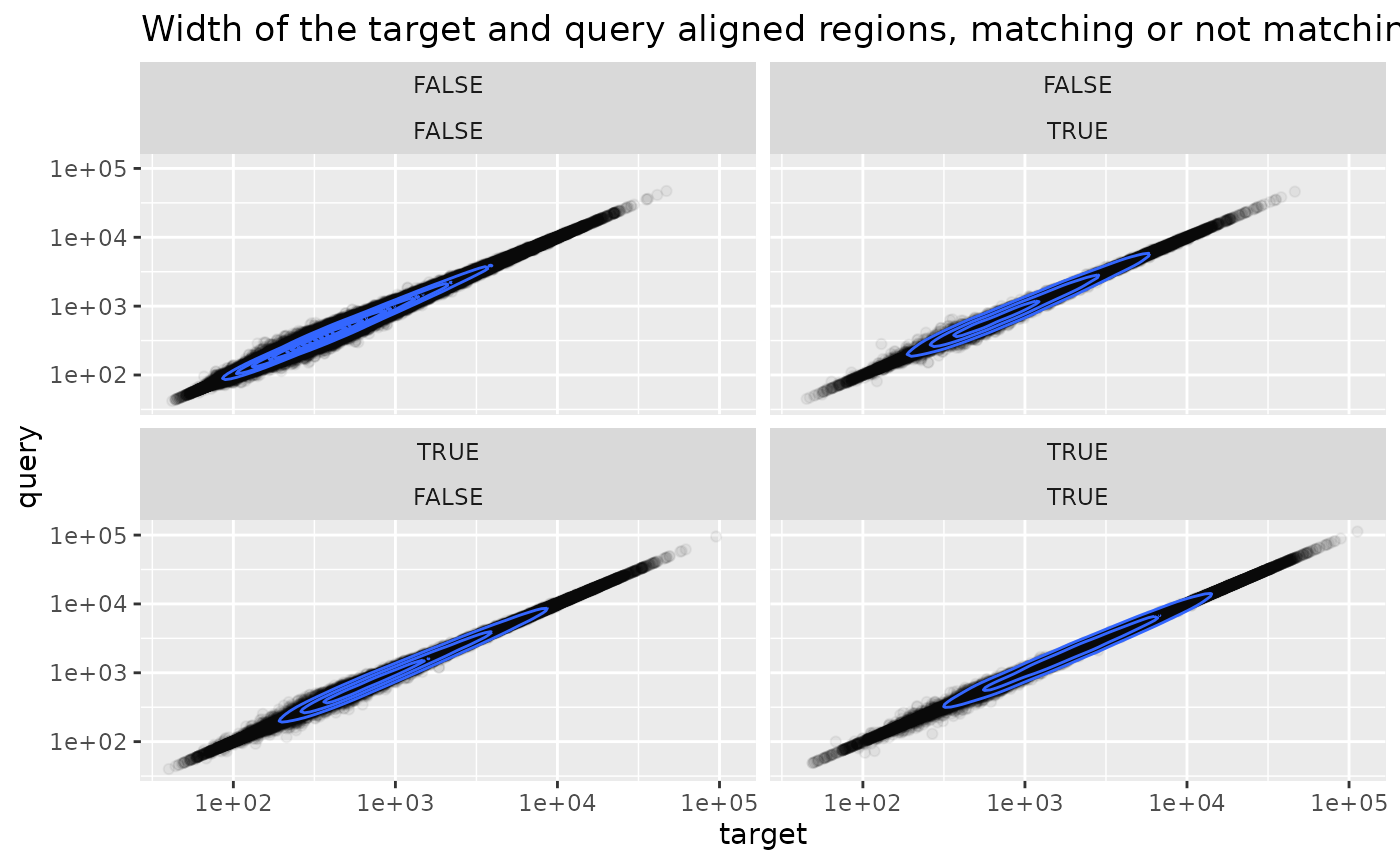 Width of the target and query aligned regions, matching or not matchin
FALSE
FALSE
FALSE
TRUE
1e+05
1e+04
1e+03
1e+02
query
TRUE
FALSE
TRUE
TRUE
1e+05
1e+04
1e+03
1e+02
1e+02 1e+03 1e+04 1e+05 1e+02 1e+03 1e+04 1e+05
target